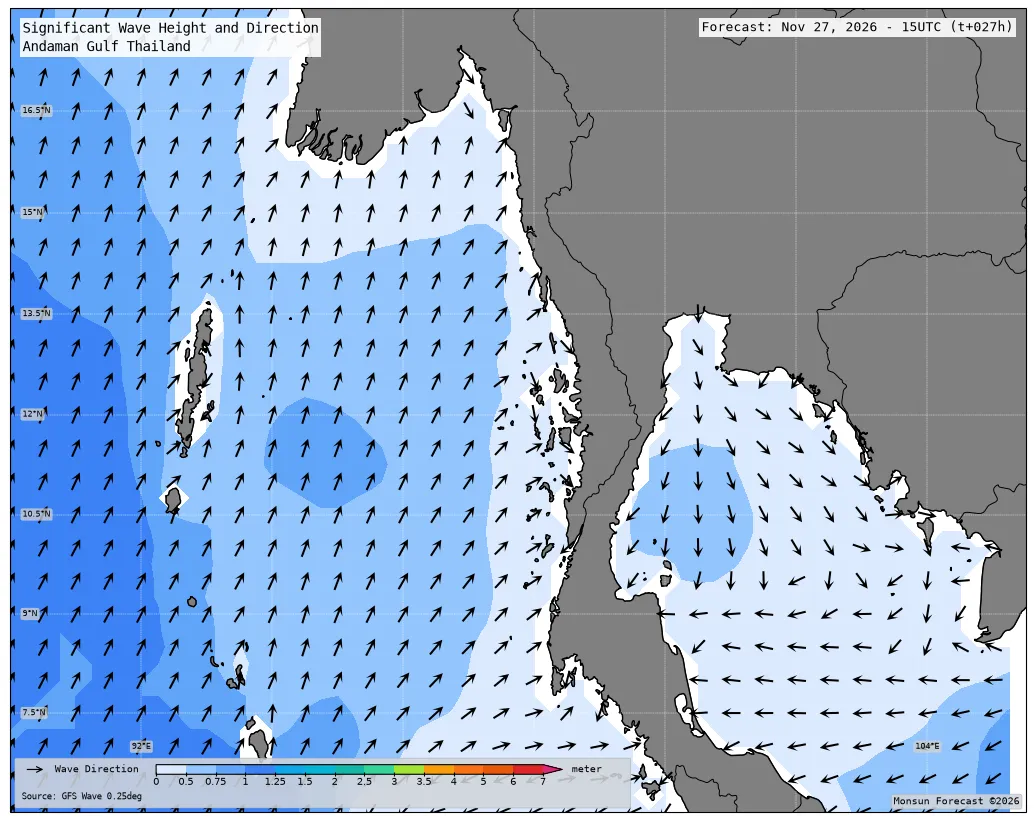 Significant Wave Height and Direction
Andaman Gulf Thailand
Forecast: Nov 27, 2026 - 15UTC (t+027h)
16.5°N
15°N
13.5°N
12°N
10.5°N
9°N
7.5°N
92°E
104°E
Wave Direction
meter
0 0.5 0.75 1 1.25 1.5 2 2.5 3 3.5 4 5 6 7
Source: GFS Wave 0.25deg
Monsun Forecast ©2026